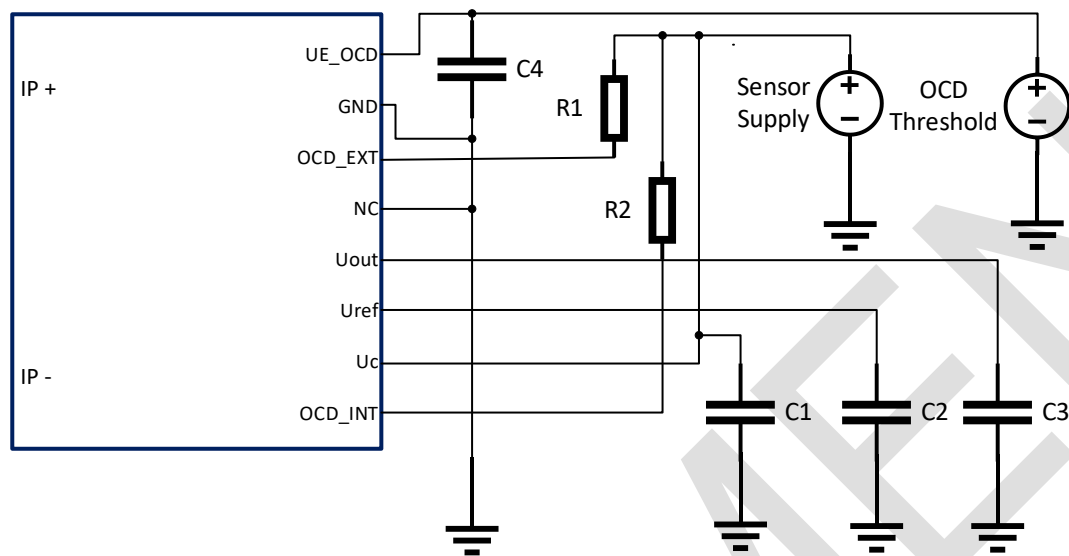 UE_OCD
IP +
GND
OCD_EXT
NC
Uout
Uref
IP -
Uc
OCD_INT
C4
R1
R2
Sensor
Supply
OCD
Threshold
C1
C2
C3